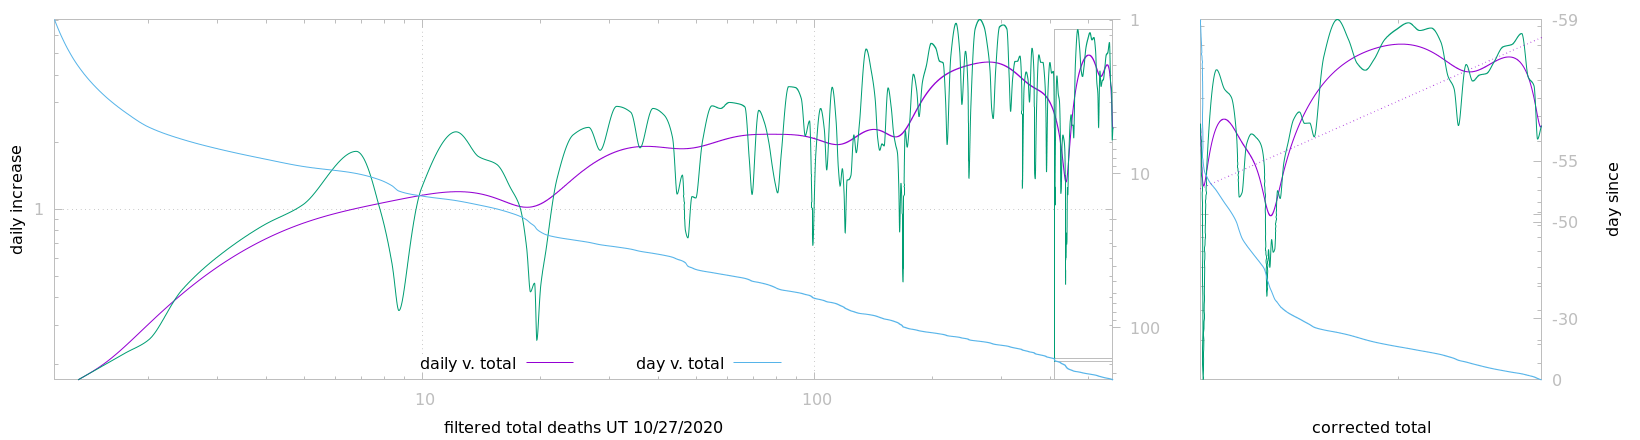 1
-59
10
-55
-50
1
daily increase
day since
100
-30
daily v. total
day v. total
0
10
100
filtered total deaths UT 10/27/2020
corrected total